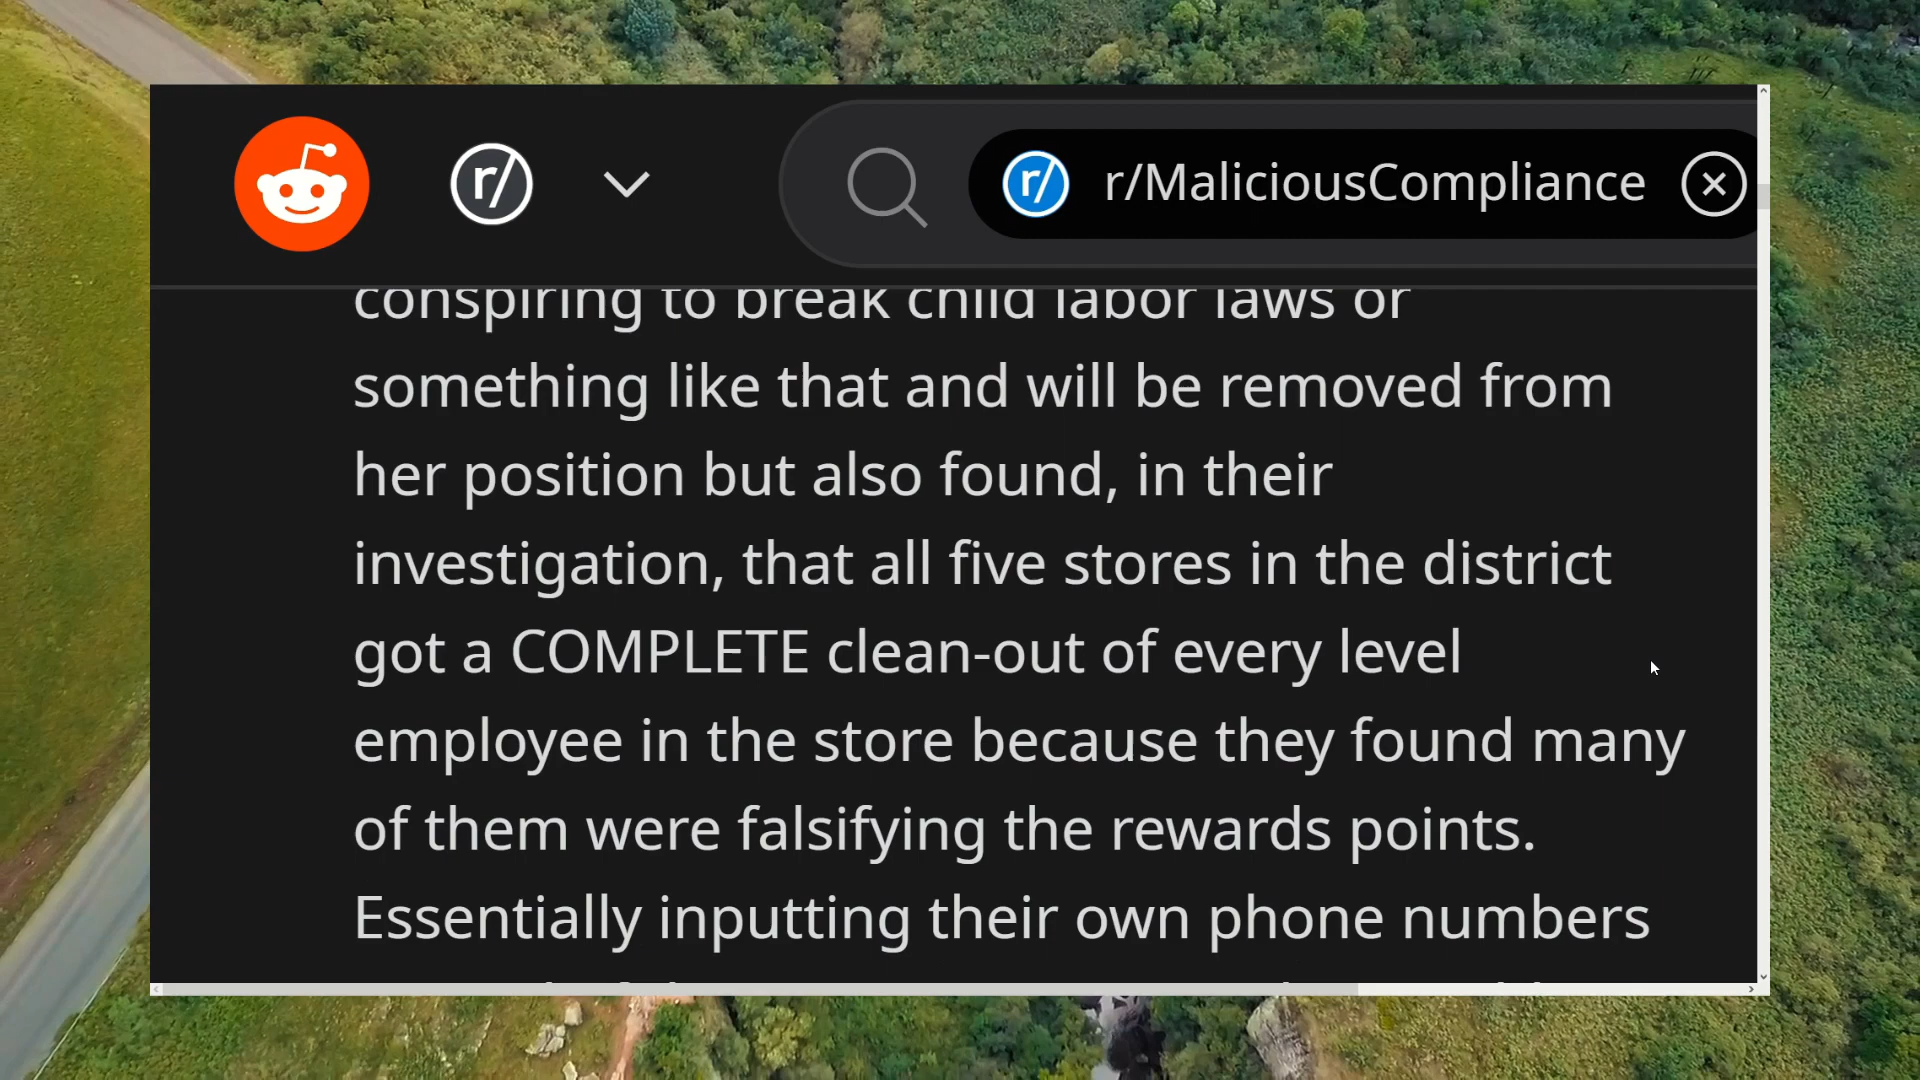 r/
r/
r/MaliciousCompliance
conspiring to break child labor laws or
something like that and will be removed from
her position but also found, in their
investigation, that all five stores in the district
got a COMPLETE clean-out of every level
employee in the store because they found many
of them were falsifying the rewards points.
Essentially inputting their own phone numbers